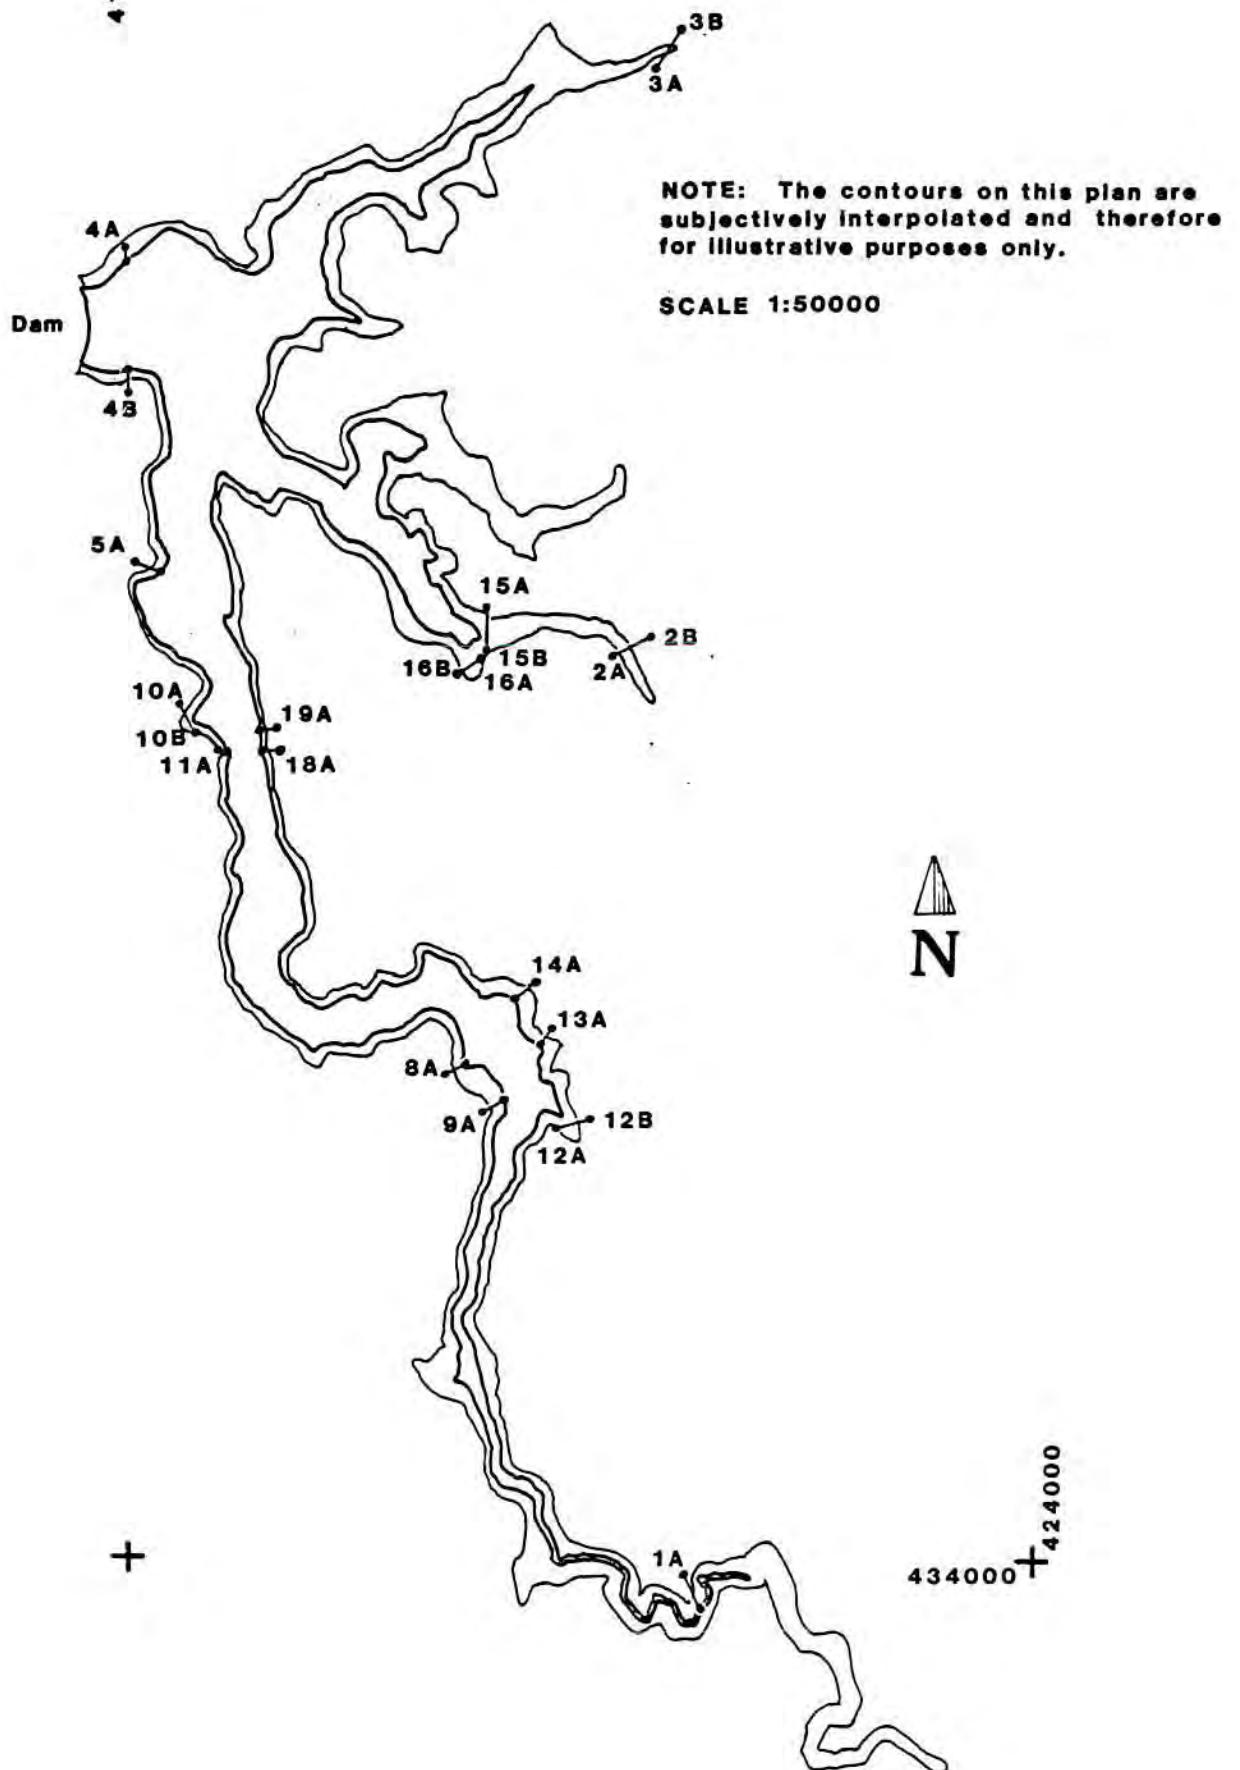 3B
3A
NOTE: The contours on this plan are
subjectively interpolated and therefore
for illustrative purposes only.
4A
SCALE 1:50000
Dam
4B
5A
15A
2B
15B
16B
2A
16A
10A
19A
10B
11A
18A
N
14A
13A
8A
9A
12B
12A
424000
1A
434000